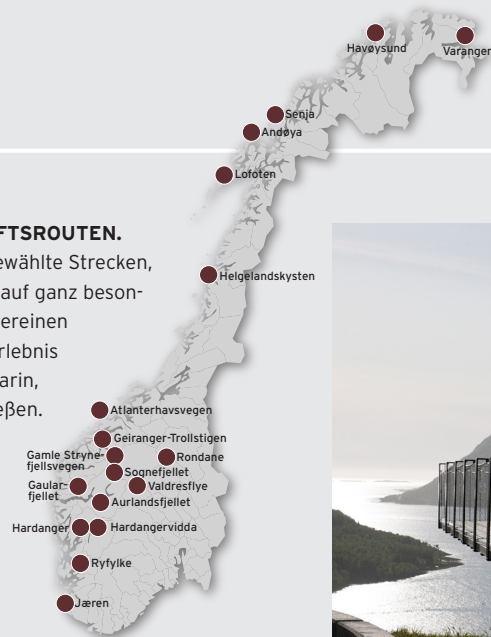 Havøysund
Varanger
Senja
Andøya
Lofoten
FTSROUTEN.
ewählte Strecken,
auf ganz beson-
ereinen
rlebnis
arin,
eßen.
Helgelandskysten
Atlanterhavsvegen
Geiranger-Trollstigen
Gamle Stryne-
fjellsvegen
Rondane
Sognefjellet
Gaular-
fjellet
Valdresflye
Aurlandsfjellet
Hardanger
Hardangervidda
Ryfylke
Jæren